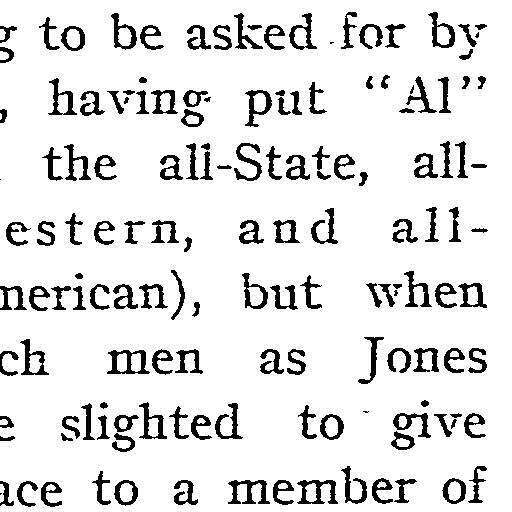 g to be asked for by
, having put “Al”
the all-State, all-
estern, and all-
merican), but when
ch men as Jones
e slighted to give
ace to a member of